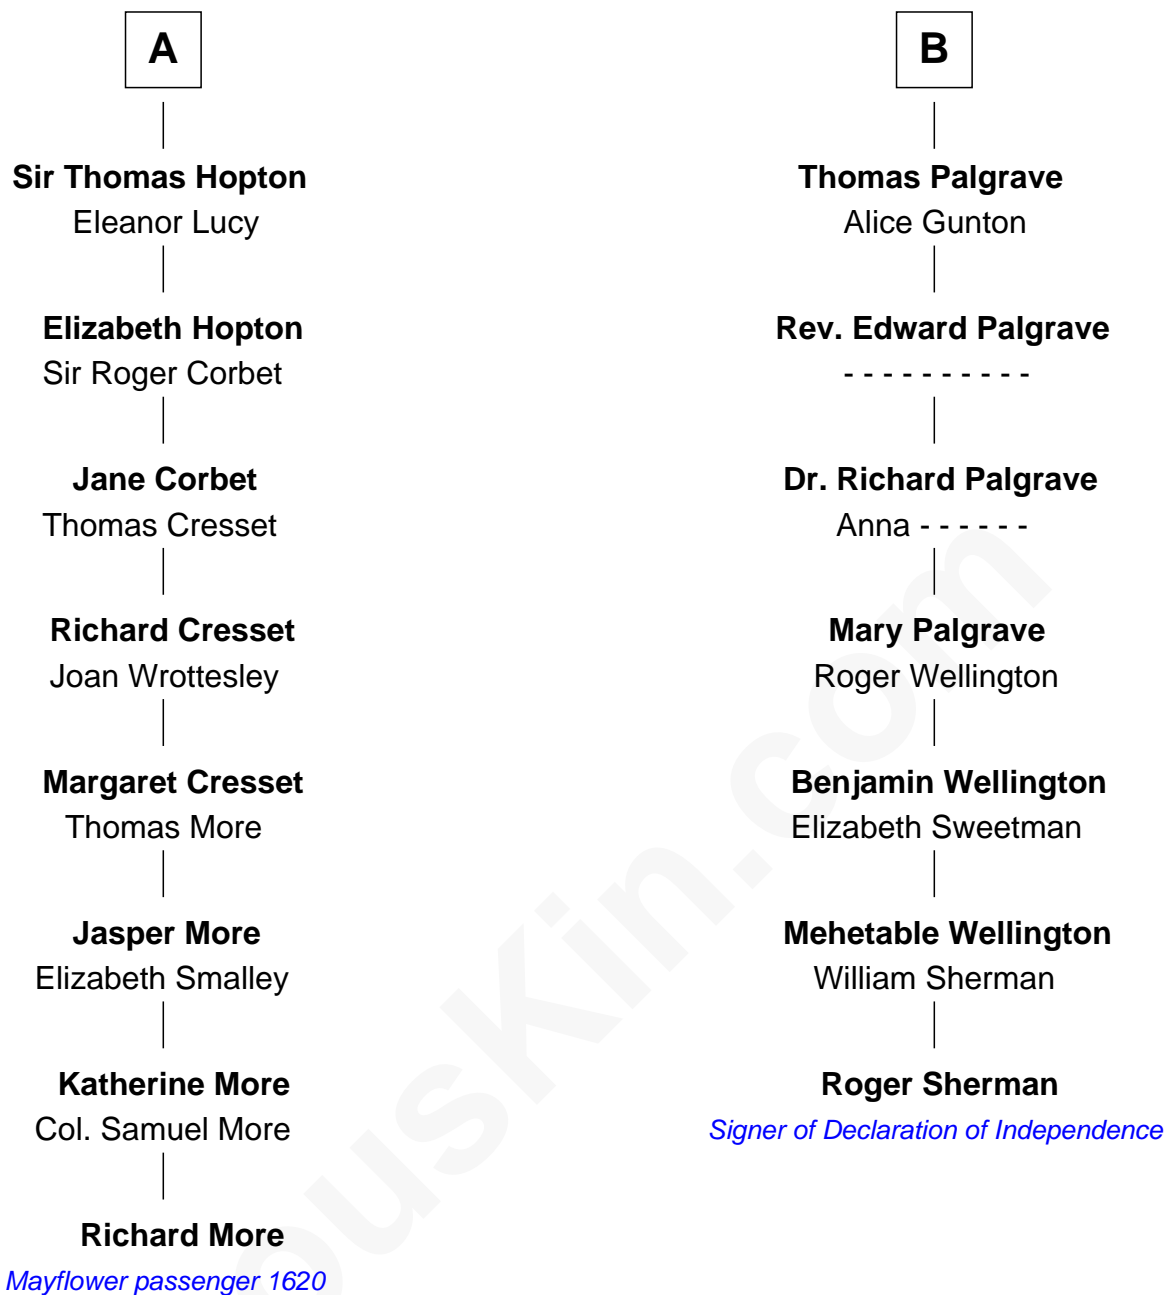 A
Sir Thomas Hopton
Eleanor Lucy
Elizabeth Hopton
Sir Roger Corbet
Jane Corbet
Thomas Cresset
Richard Cresset
Joan Wrottesley
Margaret Cresset
Thomas More
Jasper More
Elizabeth Smalley
Katherine More
Col. Samuel More
Richard More
Mayflower passenger 1620
B
Thomas Palgrave
Alice Gunton
Rev. Edward Palgrave
- - - - - - - - - -
Dr. Richard Palgrave
Anna - - - - - -
Mary Palgrave
Roger Wellington
Benjamin Wellington
Elizabeth Sweetman
Mehetable Wellington
William Sherman
Roger Sherman
Signer of Declaration of Independence
ousKin.com